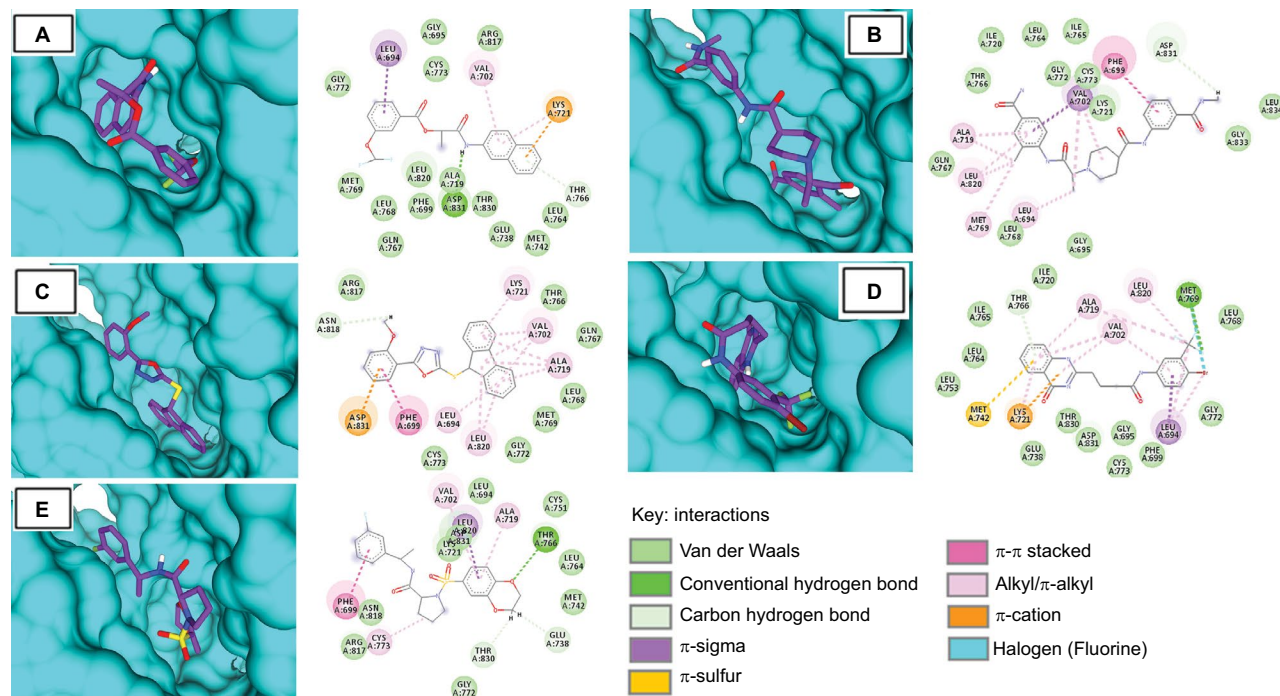 A
LEU
A:694
GLY
A:695
ARG
A:817
GLY
A:772
CYS
A:773
VAL
A:702
LYS
A:721
H
MET
A:769
LEU
A:820
ALA
A:719
THR
A:766
LEU
A:768
PHE
A:699
ASP
A:831
THR
A:830
LEU
A:764
GLN
A:767
GLU
A:738
MET
A:742
B
ILE
A:720
LEU
A:764
ILE
A:765
ASP
A:831
THR
A:766
GLY
A:772
CYS
A:773
PHE
A:699
H
VAL
A:702
LYS
A:721
LEU
A:834
ALA
A:719
GLY
A:833
GLN
A:767
LEU
A:820
MET
A:769
LEU
A:694
LEU
A:768
GLY
A:695
C
ARG
A:817
LYS
A:721
THR
A:766
ASN
A:818
H
VAL
A:702
GLN
A:767
ALA
A:719
ASP
A:831
PHE
A:699
LEU
A:694
LEU
A:768
MET
A:769
LEU
A:820
GLY
A:772
CYS
A:773
D
ILE
A:720
THR
A:766
ALA
A:719
LEU
A:820
MET
A:769
ILE
A:765
VAL
A:702
LEU
A:768
LEU
A:764
LEU
A:753
MET
A:742
LYS
A:721
THR
A:830
ASP
A:831
GLY
A:695
LEU
A:694
GLY
A:772
GLU
A:738
CYS
A:773
PHE
A:699
E
VAL
A:702
LEU
A:694
CYS
A:751
LEU
A:820
ALA
A:719
LYS
A:721
ASP
A:831
THR
A:766
LEU
A:764
PHE
A:699
ASN
A:818
MET
A:742
ARG
A:817
CYS
A:773
H
H
THR
A:830
GLU
A:738
GLY
A:772
Key: interactions
Van der Waals
Conventional hydrogen bond
Carbon hydrogen bond
π-sigma
π-sulfur
π-π stacked
Alkyl/π-alkyl
π-cation
Halogen (Fluorine)